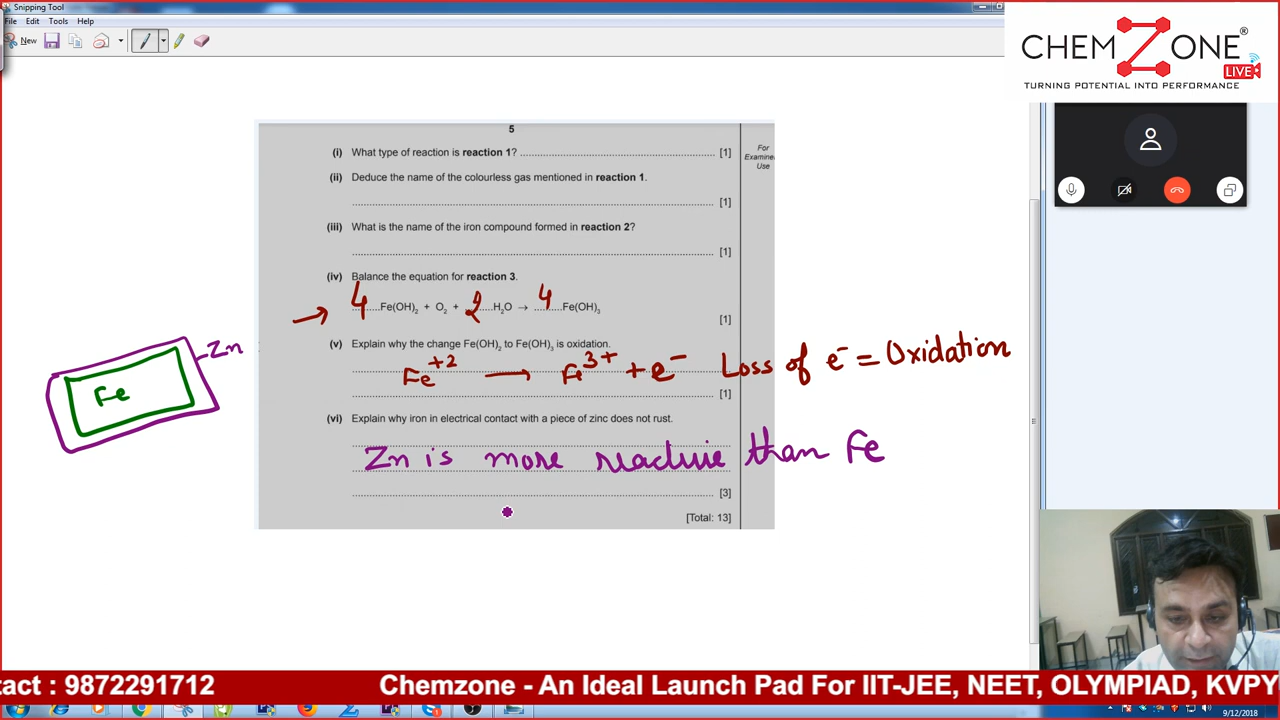 Snipping Tool
File Edit Tools Help
New
CHEMZONE®
LIVE
TURNING POTENTIAL INTO PERFORMANCE
5
For
Examiner
Use
(i) What type of reaction is reaction 1? [1]
(ii) Deduce the name of the colourless gas mentioned in reaction 1.
[1]
(iii) What is the name of the iron compound formed in reaction 2?
[1]
(iv) Balance the equation for reaction 3.
→ 4 Fe(OH)₂ + O₂ + 2 H₂O → 4 Fe(OH)₃
[1]
(v) Explain why the change Fe(OH)₂ to Fe(OH)₃ is oxidation.
Fe⁺² → Fe³⁺ + e⁻ Loss of e⁻ = Oxidation
[1]
Zn
Fe
(vi) Explain why iron in electrical contact with a piece of zinc does not rust.
Zn is more reactive than Fe
[3]
[Total: 13]
tact : 9872291712 Chemzone - An Ideal Launch Pad For IIT-JEE, NEET, OLYMPIAD, KVPY
9/12/2018